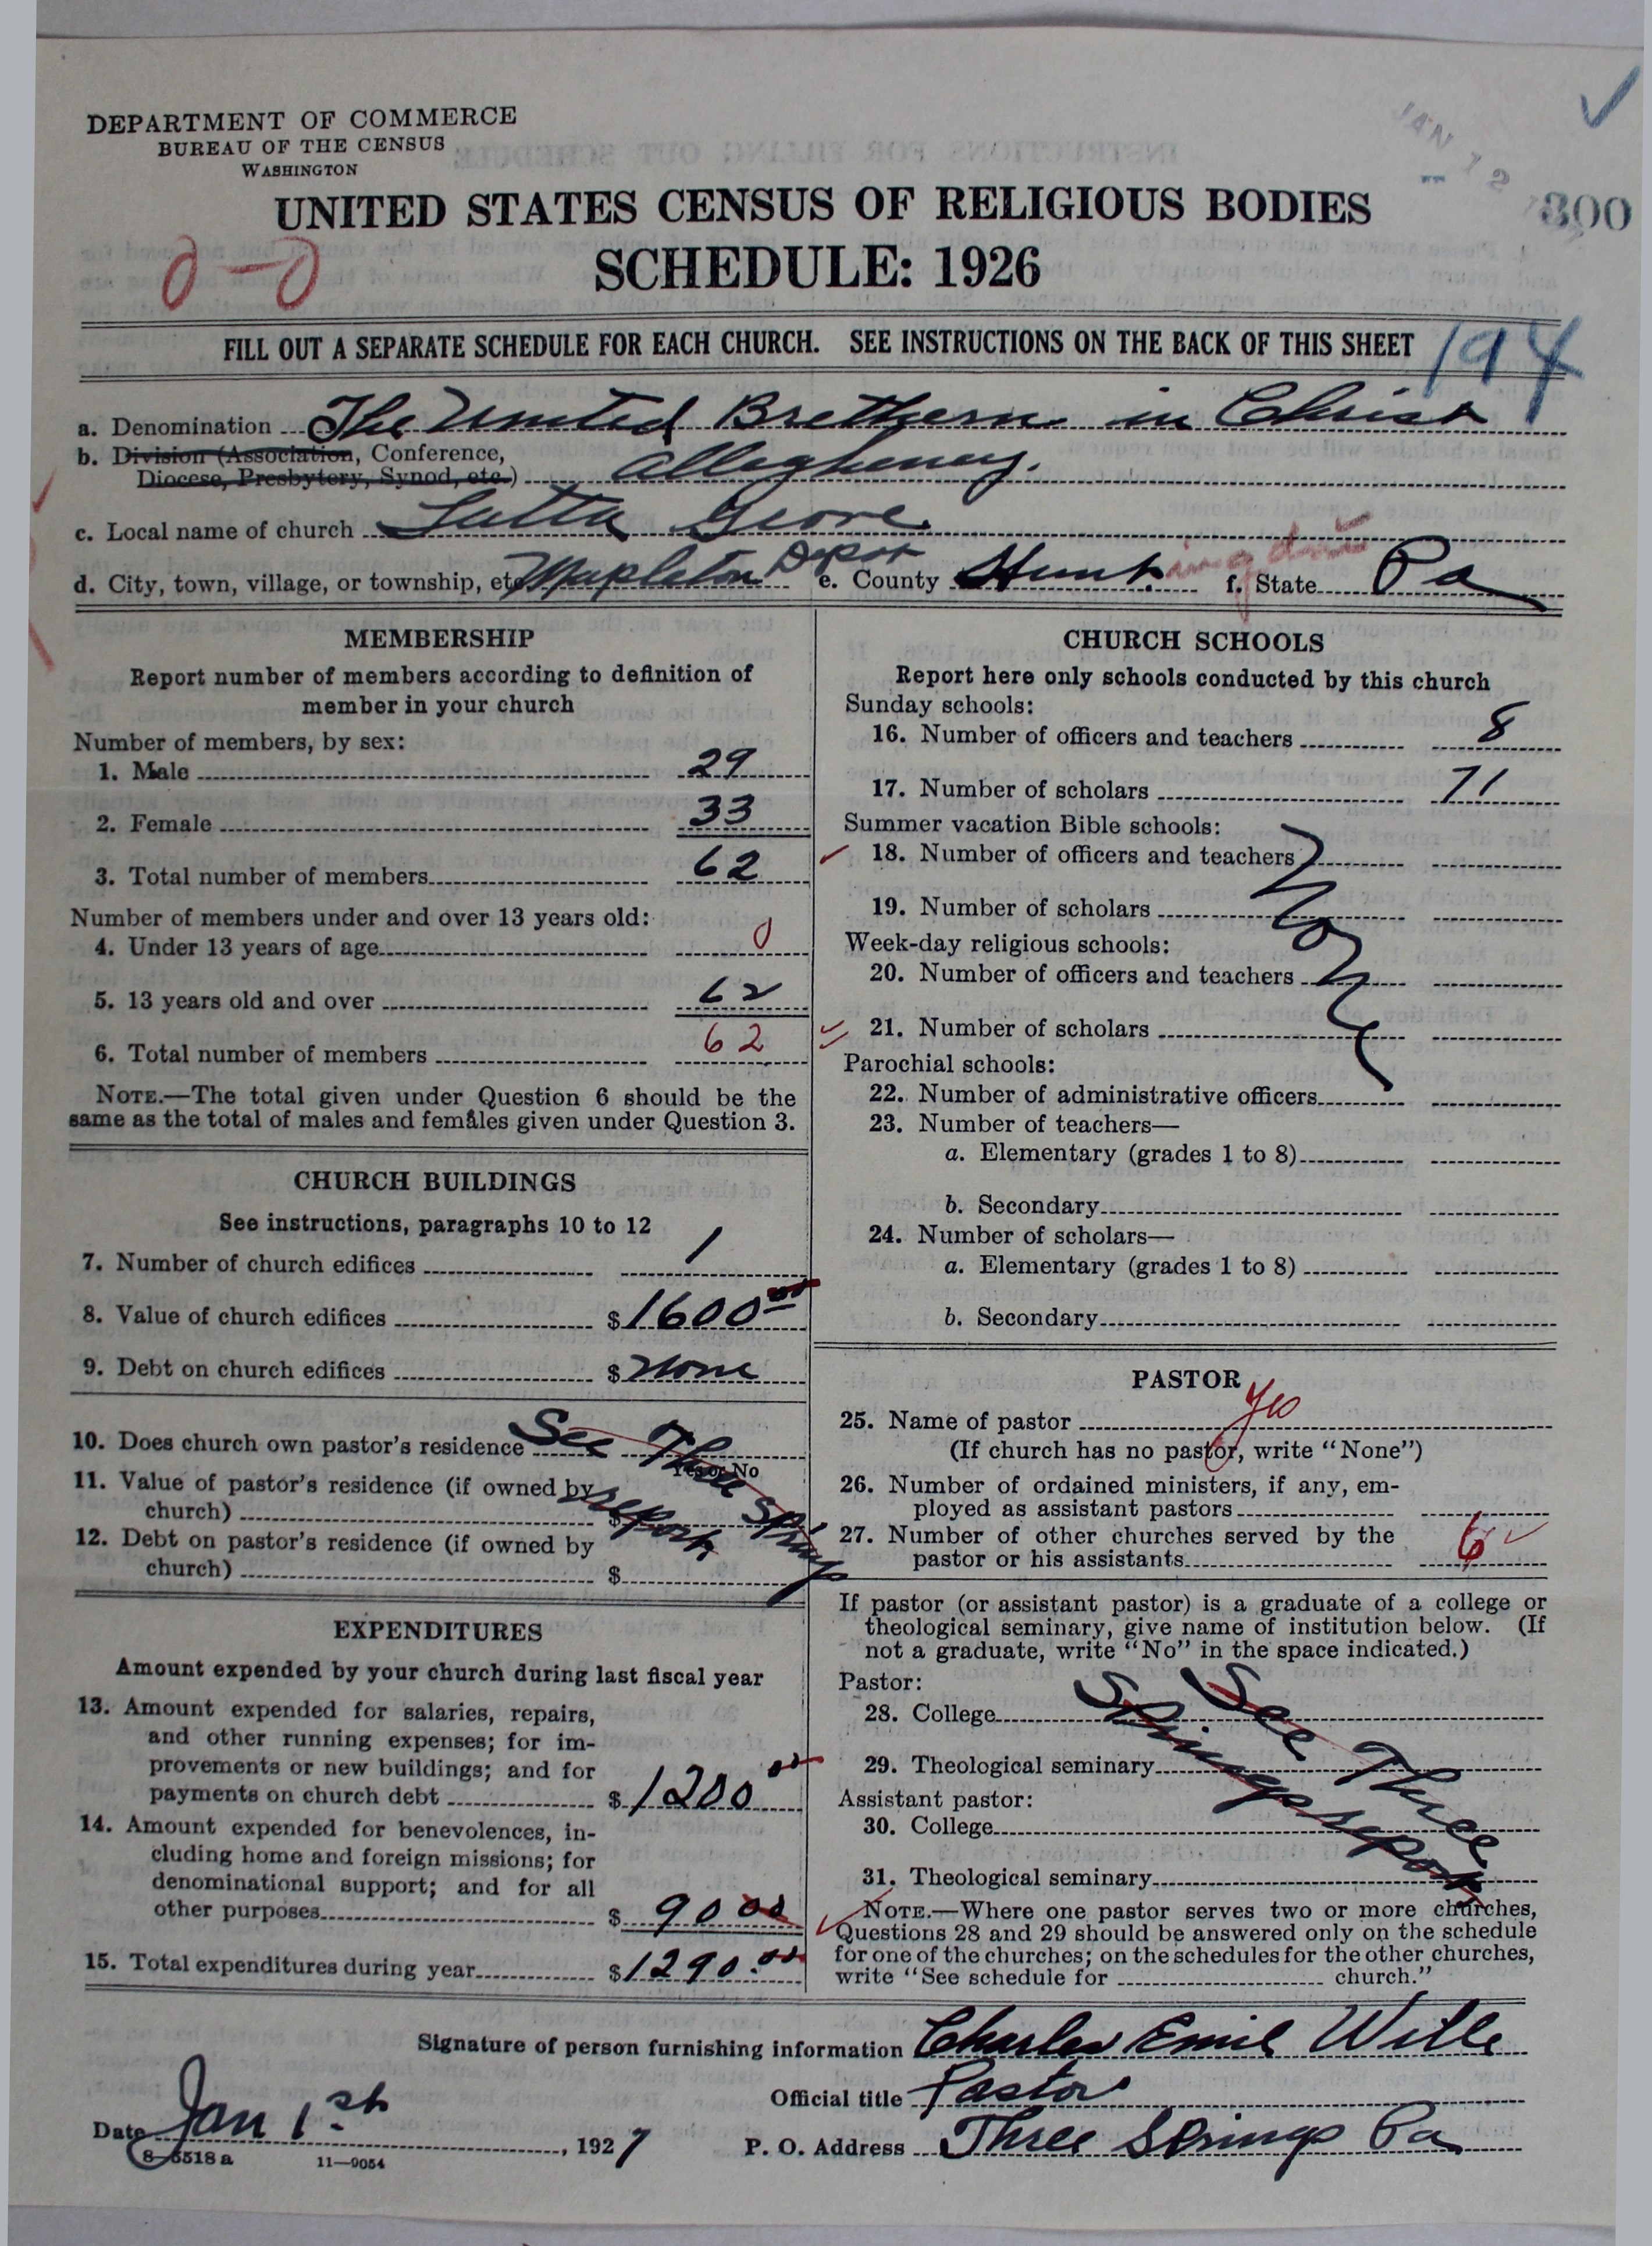 DEPARTMENT OF COMMERCE
BUREAU OF THE CENSUS
WASHINGTON
JAN 12
UNITED STATES CENSUS OF RELIGIOUS BODIES
300
SCHEDULE: 1926
0-0
FILL OUT A SEPARATE SCHEDULE FOR EACH CHURCH. SEE INSTRUCTIONS ON THE BACK OF THIS SHEET
194
a. Denomination The United Brethern in Christ
b. Division (Association, Conference,
Diocese, Presbytery, Synod, etc.) Allegheney.
c. Local name of church
d. City, town, village, or township, etc. Mapleton Depot e. County Huntingdon f. State Pa
MEMBERSHIP
Report number of members according to definition of
member in your church
Number of members, by sex:
1. Male 29
2. Female 33
3. Total number of members 62
Number of members under and over 13 years old:
4. Under 13 years of age 0
5. 13 years old and over 62
6. Total number of members 62
NOTE.—The total given under Question 6 should be the
same as the total of males and females given under Question 3.
CHURCH BUILDINGS
See instructions, paragraphs 10 to 12
7. Number of church edifices 1
8. Value of church edifices $1600.00
9. Debt on church edifices $ None
10. Does church own pastor's residence See Three Springs report
Yes or No
11. Value of pastor's residence (if owned by
church) $
12. Debt on pastor's residence (if owned by
church) $
EXPENDITURES
Amount expended by your church during last fiscal year
13. Amount expended for salaries, repairs,
and other running expenses; for im-
provements or new buildings; and for
payments on church debt $1200.00
14. Amount expended for benevolences, in-
cluding home and foreign missions; for
denominational support; and for all
other purposes $ 90 00
15. Total expenditures during year $1290.00
CHURCH SCHOOLS
Report here only schools conducted by this church
Sunday schools:
16. Number of officers and teachers 8
17. Number of scholars 71
Summer vacation Bible schools:
18. Number of officers and teachers
None
19. Number of scholars
Week-day religious schools:
20. Number of officers and teachers
21. Number of scholars
Parochial schools:
22. Number of administrative officers
23. Number of teachers—
a. Elementary (grades 1 to 8)
b. Secondary
24. Number of scholars—
a. Elementary (grades 1 to 8)
b. Secondary
PASTOR
25. Name of pastor yes
(If church has no pastor, write "None")
26. Number of ordained ministers, if any, em-
ployed as assistant pastors
27. Number of other churches served by the
pastor or his assistants 6
If pastor (or assistant pastor) is a graduate of a college or
theological seminary, give name of institution below. (If
not a graduate, write "No" in the space indicated.)
Pastor:
28. College
See Three Springs report
29. Theological seminary
Assistant pastor:
30. College
31. Theological seminary
NOTE.—Where one pastor serves two or more churches,
Questions 28 and 29 should be answered only on the schedule
for one of the churches; on the schedules for the other churches,
write "See schedule for church."
Signature of person furnishing information Charles Emil Wille
Official title Pastor
Date Jan 1st, 1927 P. O. Address Three Springs Pa
8-5518a 11—9054